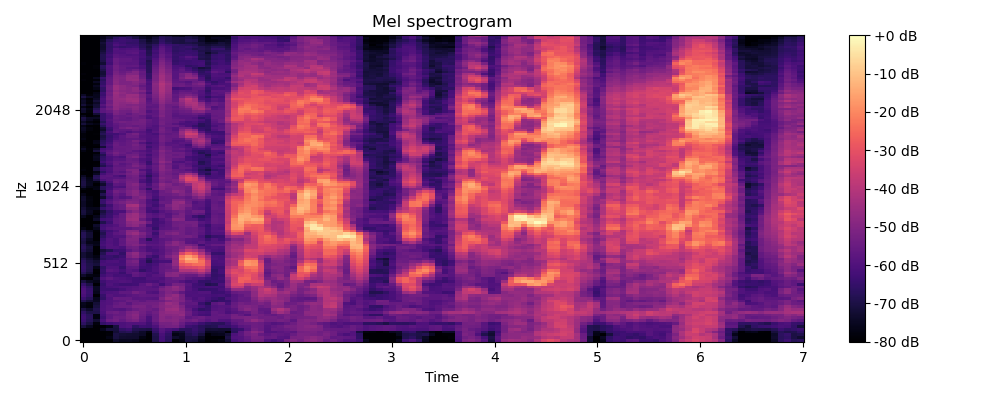 Mel spectrogram
+0 dB
-10 dB
2048
-20 dB
-30 dB
Hz
1024
-40 dB
-50 dB
512
-60 dB
-70 dB
0
-80 dB
0 1 2 3 4 5 6 7
Time